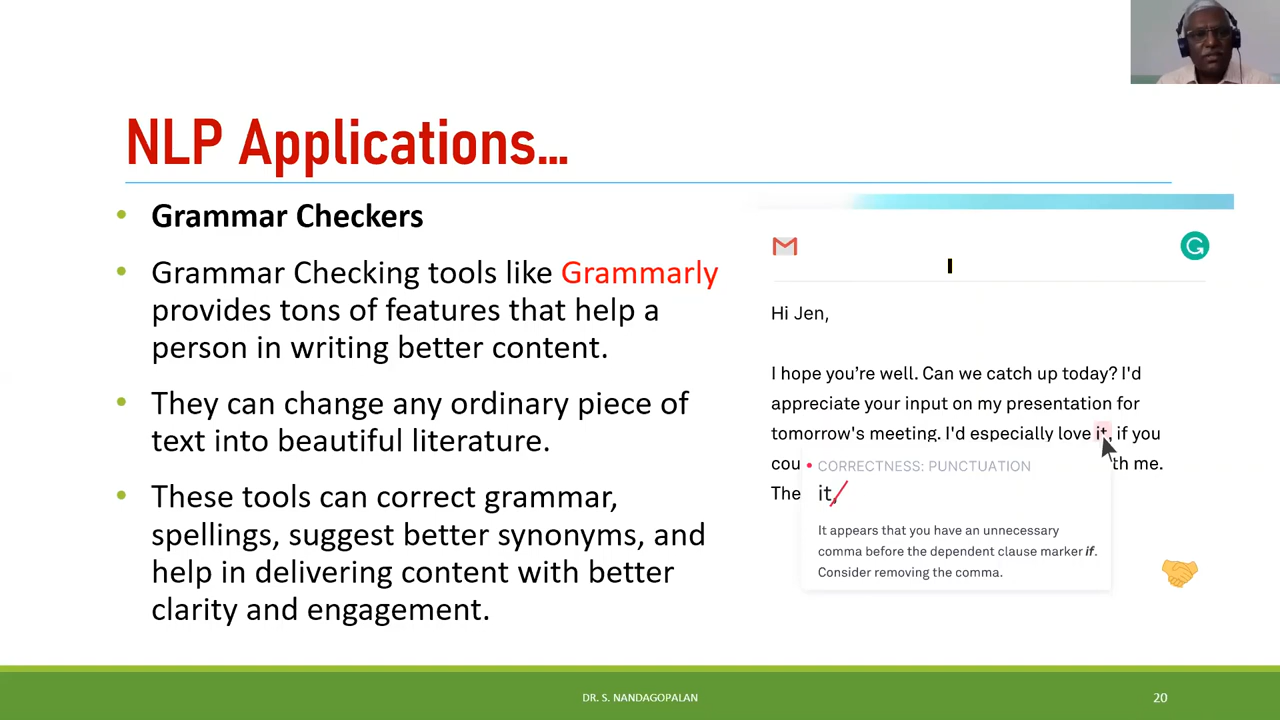 NLP Applications...
Grammar Checkers
Grammar Checking tools like Grammarly
provides tons of features that help a
person in writing better content.
They can change any ordinary piece of
text into beautiful literature.
These tools can correct grammar,
spellings, suggest better synonyms, and
help in delivering content with better
clarity and engagement.
Hi Jen,
I hope you're well. Can we catch up today? I'd
appreciate your input on my presentation for
tomorrow's meeting. I'd especially love it, if you
cou th me.
The
CORRECTNESS: PUNCTUATION
it,
It appears that you have an unnecessary
comma before the dependent clause marker if.
Consider removing the comma.
DR. S. NANDAGOPALAN
20